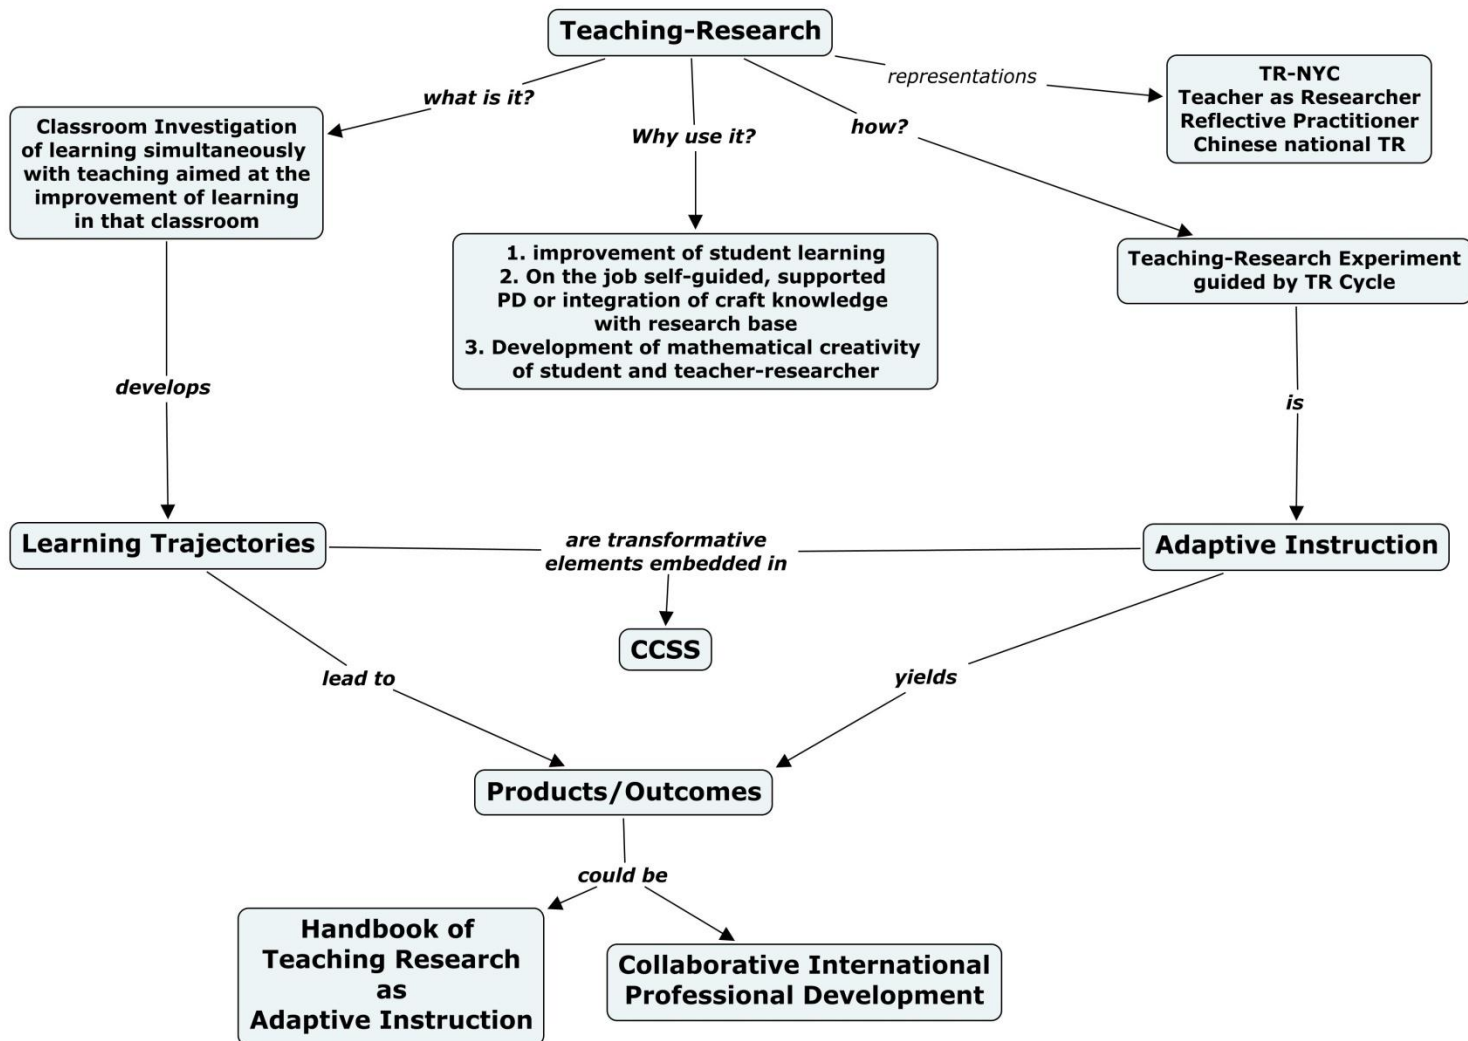 Teaching-Research
representations
TR-NYC
Teacher as Researcher
Reflective Practitioner
Chinese national TR
what is it?
Classroom Investigation
of learning simultaneously
with teaching aimed at the
improvement of learning
in that classroom
Why use it?
how?
1. improvement of student learning
2. On the job self-guided, supported
PD or integration of craft knowledge
with research base
3. Development of mathematical creativity
of student and teacher-researcher
Teaching-Research Experiment
guided by TR Cycle
develops
is
Learning Trajectories
are transformative
elements embedded in
Adaptive Instruction
CCSS
lead to
yields
Products/Outcomes
could be
Handbook of
Teaching Research
as
Adaptive Instruction
Collaborative International
Professional Development